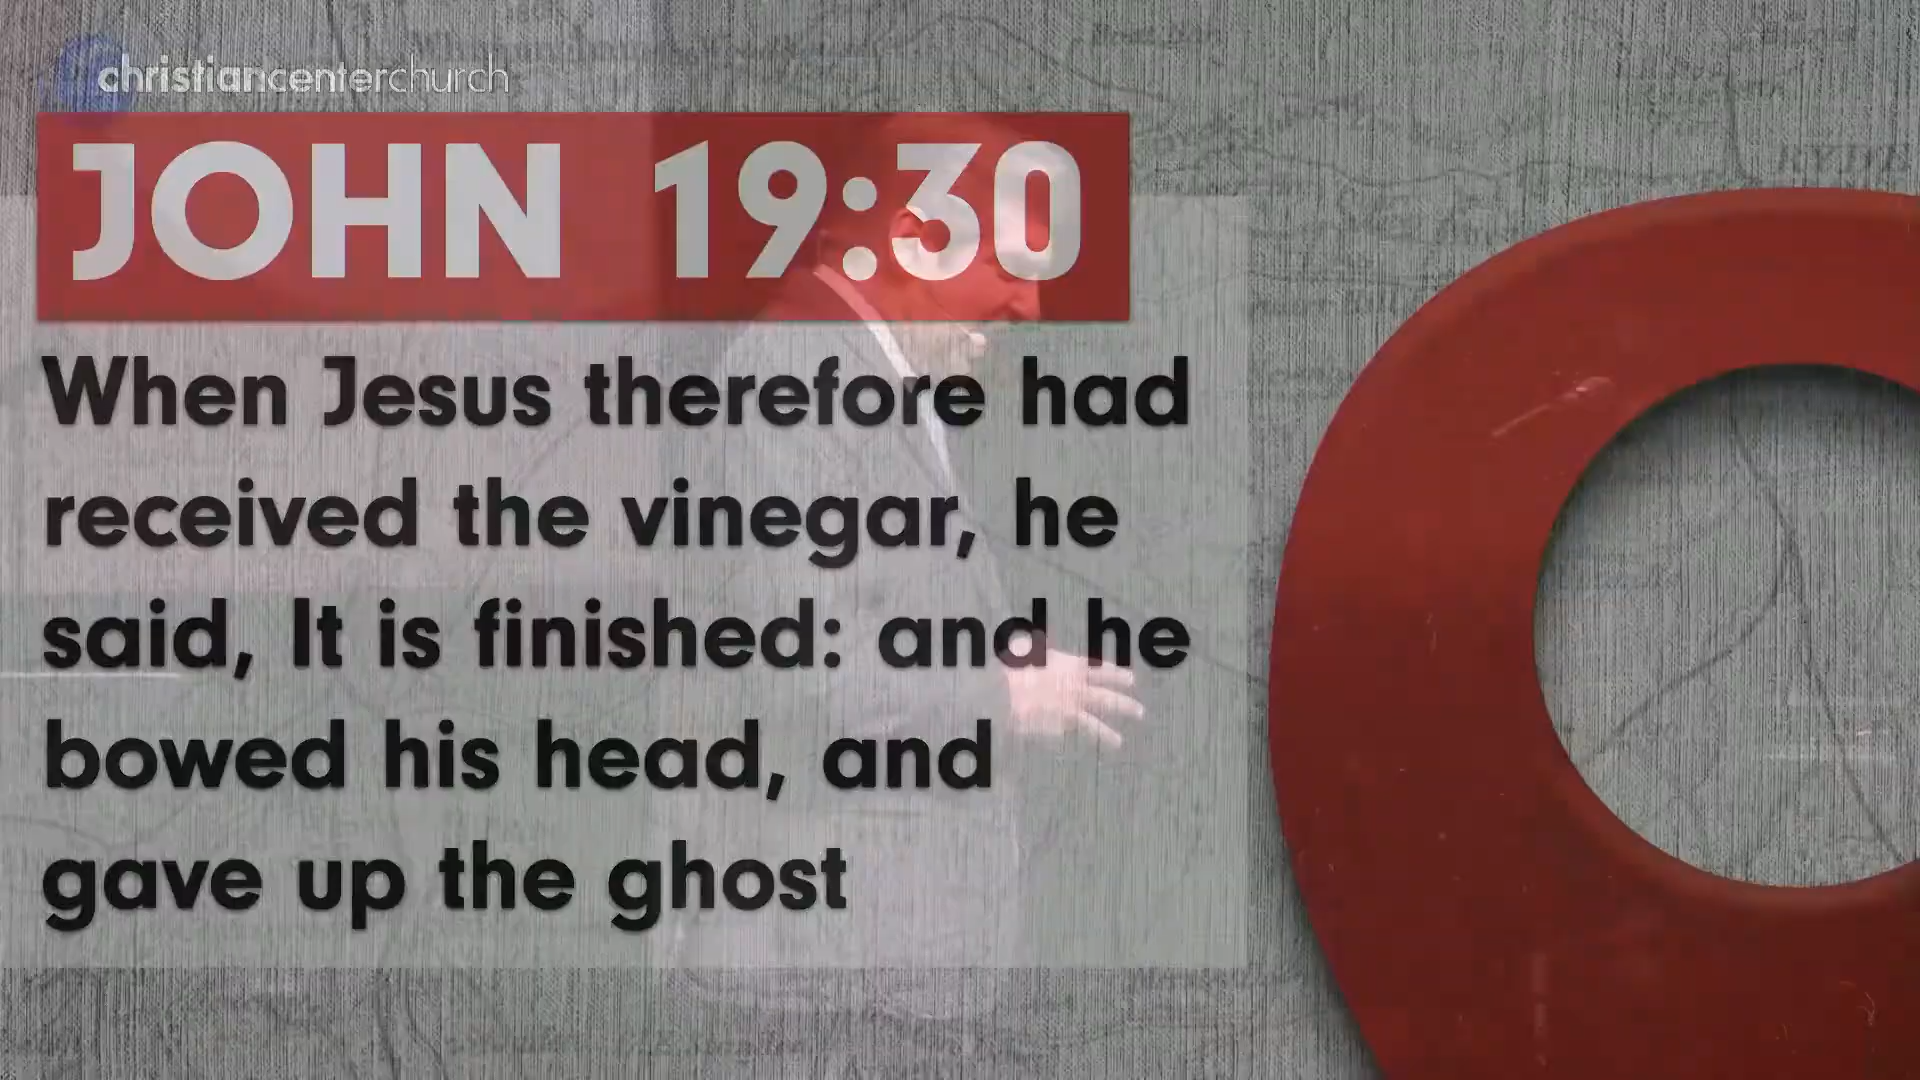 christiancenterchurch
JOHN 19:30
When Jesus therefore had
received the vinegar, he
said, It is finished: and he
bowed his head, and
gave up the ghost